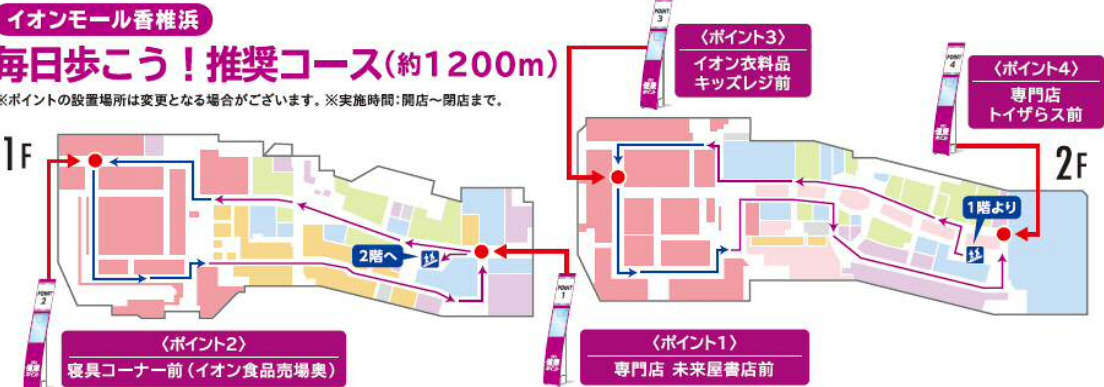 イオンモール香椎浜
毎日歩こう！推奨コース(約1200m)
※ポイントの設置場所は変更となる場合がございます。※実施時間：開店〜閉店まで。
POINT
3
〈ポイント3〉
イオン衣料品
キッズレジ前
POINT
4
〈ポイント4〉
専門店
トイザらス前
1F
2F
2階へ
1階より
POINT
2
〈ポイント2〉
寝具コーナー前(イオン食品売場奥)
POINT
1
〈ポイント1〉
専門店 未来屋書店前